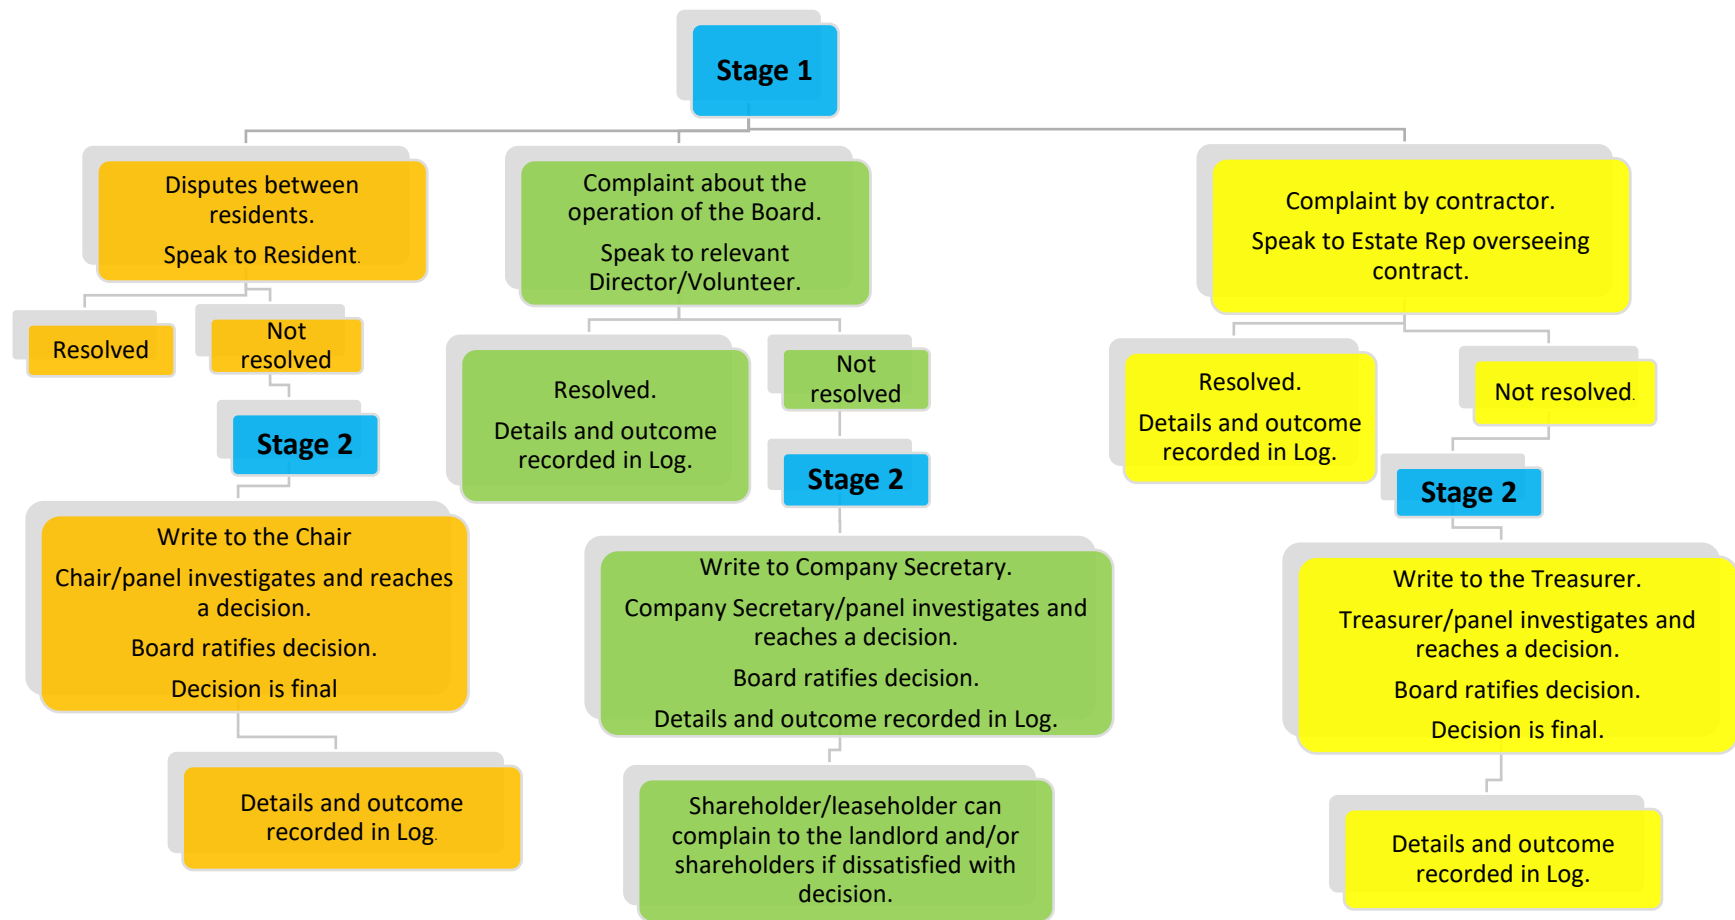 Stage 1
Disputes between
residents.
Speak to Resident.
Resolved
Not
resolved
Stage 2
Write to the Chair
Chair/panel investigates and reaches
a decision.
Board ratifies decision.
Decision is final
Details and outcome
recorded in Log.
Complaint about the
operation of the Board.
Speak to relevant
Director/Volunteer.
Resolved.
Details and outcome
recorded in Log.
Not
resolved
Stage 2
Write to Company Secretary.
Company Secretary/panel investigates and
reaches a decision.
Board ratifies decision.
Details and outcome recorded in Log.
Shareholder/leaseholder can
complain to the landlord and/or
shareholders if dissatisfied with
decision.
Complaint by contractor.
Speak to Estate Rep overseeing
contract.
Resolved.
Details and outcome
recorded in Log.
Not resolved.
Stage 2
Write to the Treasurer.
Treasurer/panel investigates and
reaches a decision.
Board ratifies decision.
Decision is final.
Details and outcome
recorded in Log.